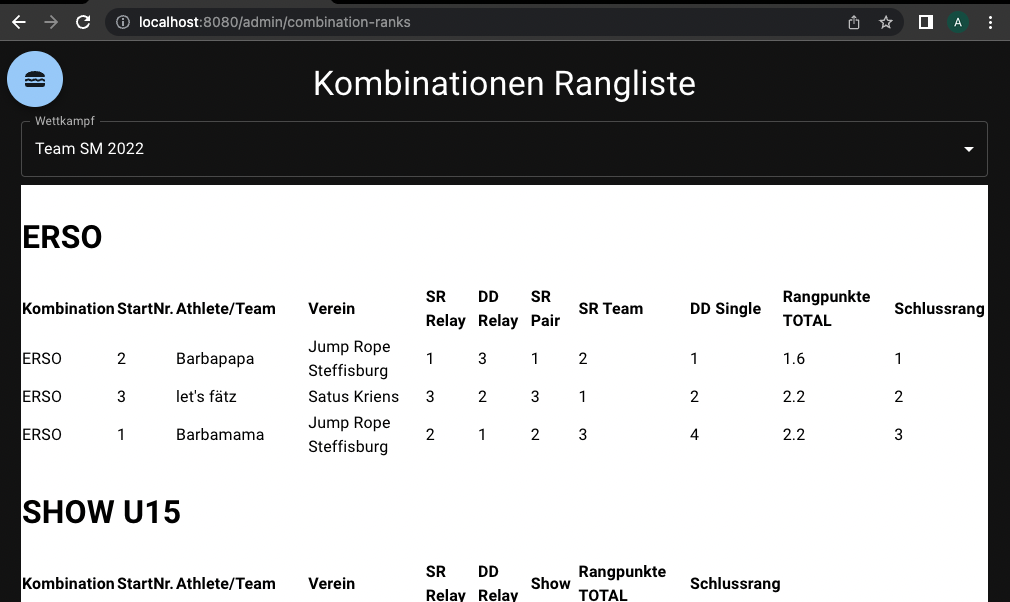 localhost:8080/admin/combination-ranks
A
Kombinationen Rangliste
Wettkampf
Team SM 2022
ERSO
Kombination StartNr. Athlete/Team Verein SR Relay DD Relay SR Pair SR Team DD Single Rangpunkte TOTAL Schlussrang
ERSO 2 Barbapapa Jump Rope Steffisburg 1 3 1 2 1 1.6 1
ERSO 3 let's fätz Satus Kriens 3 2 3 1 2 2.2 2
ERSO 1 Barbamama Jump Rope Steffisburg 2 1 2 3 4 2.2 3
SHOW U15
Kombination StartNr. Athlete/Team Verein SR Relay DD Relay Show Rangpunkte TOTAL Schlussrang